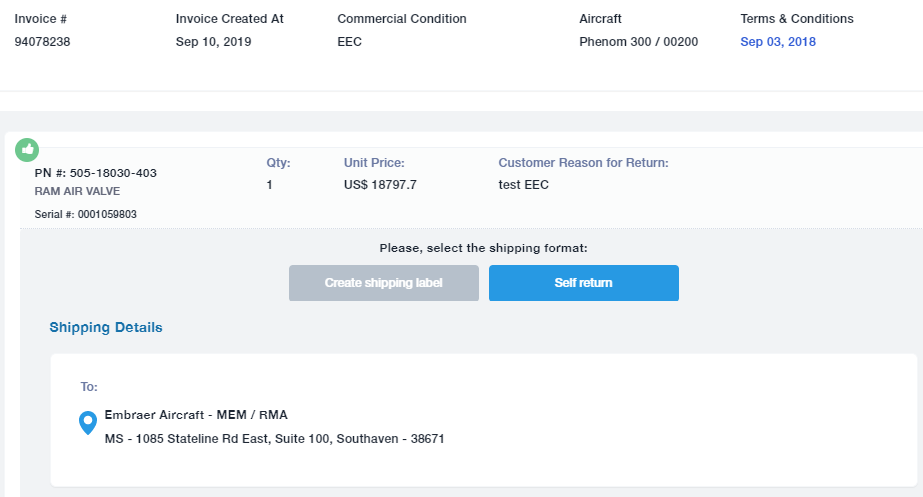 Invoice # Invoice Created At Commercial Condition Aircraft Terms & Conditions
94078238 Sep 10, 2019 EEC Phenom 300 / 00200 Sep 03, 2018
PN #: 505-18030-403 Qty: Unit Price: Customer Reason for Return:
RAM AIR VALVE 1 US$ 18797.7 test EEC
Serial #: 0001059803
Please, select the shipping format:
Create shipping label Self return
Shipping Details
To:
Embraer Aircraft - MEM / RMA
MS - 1085 Stateline Rd East, Suite 100, Southaven - 38671